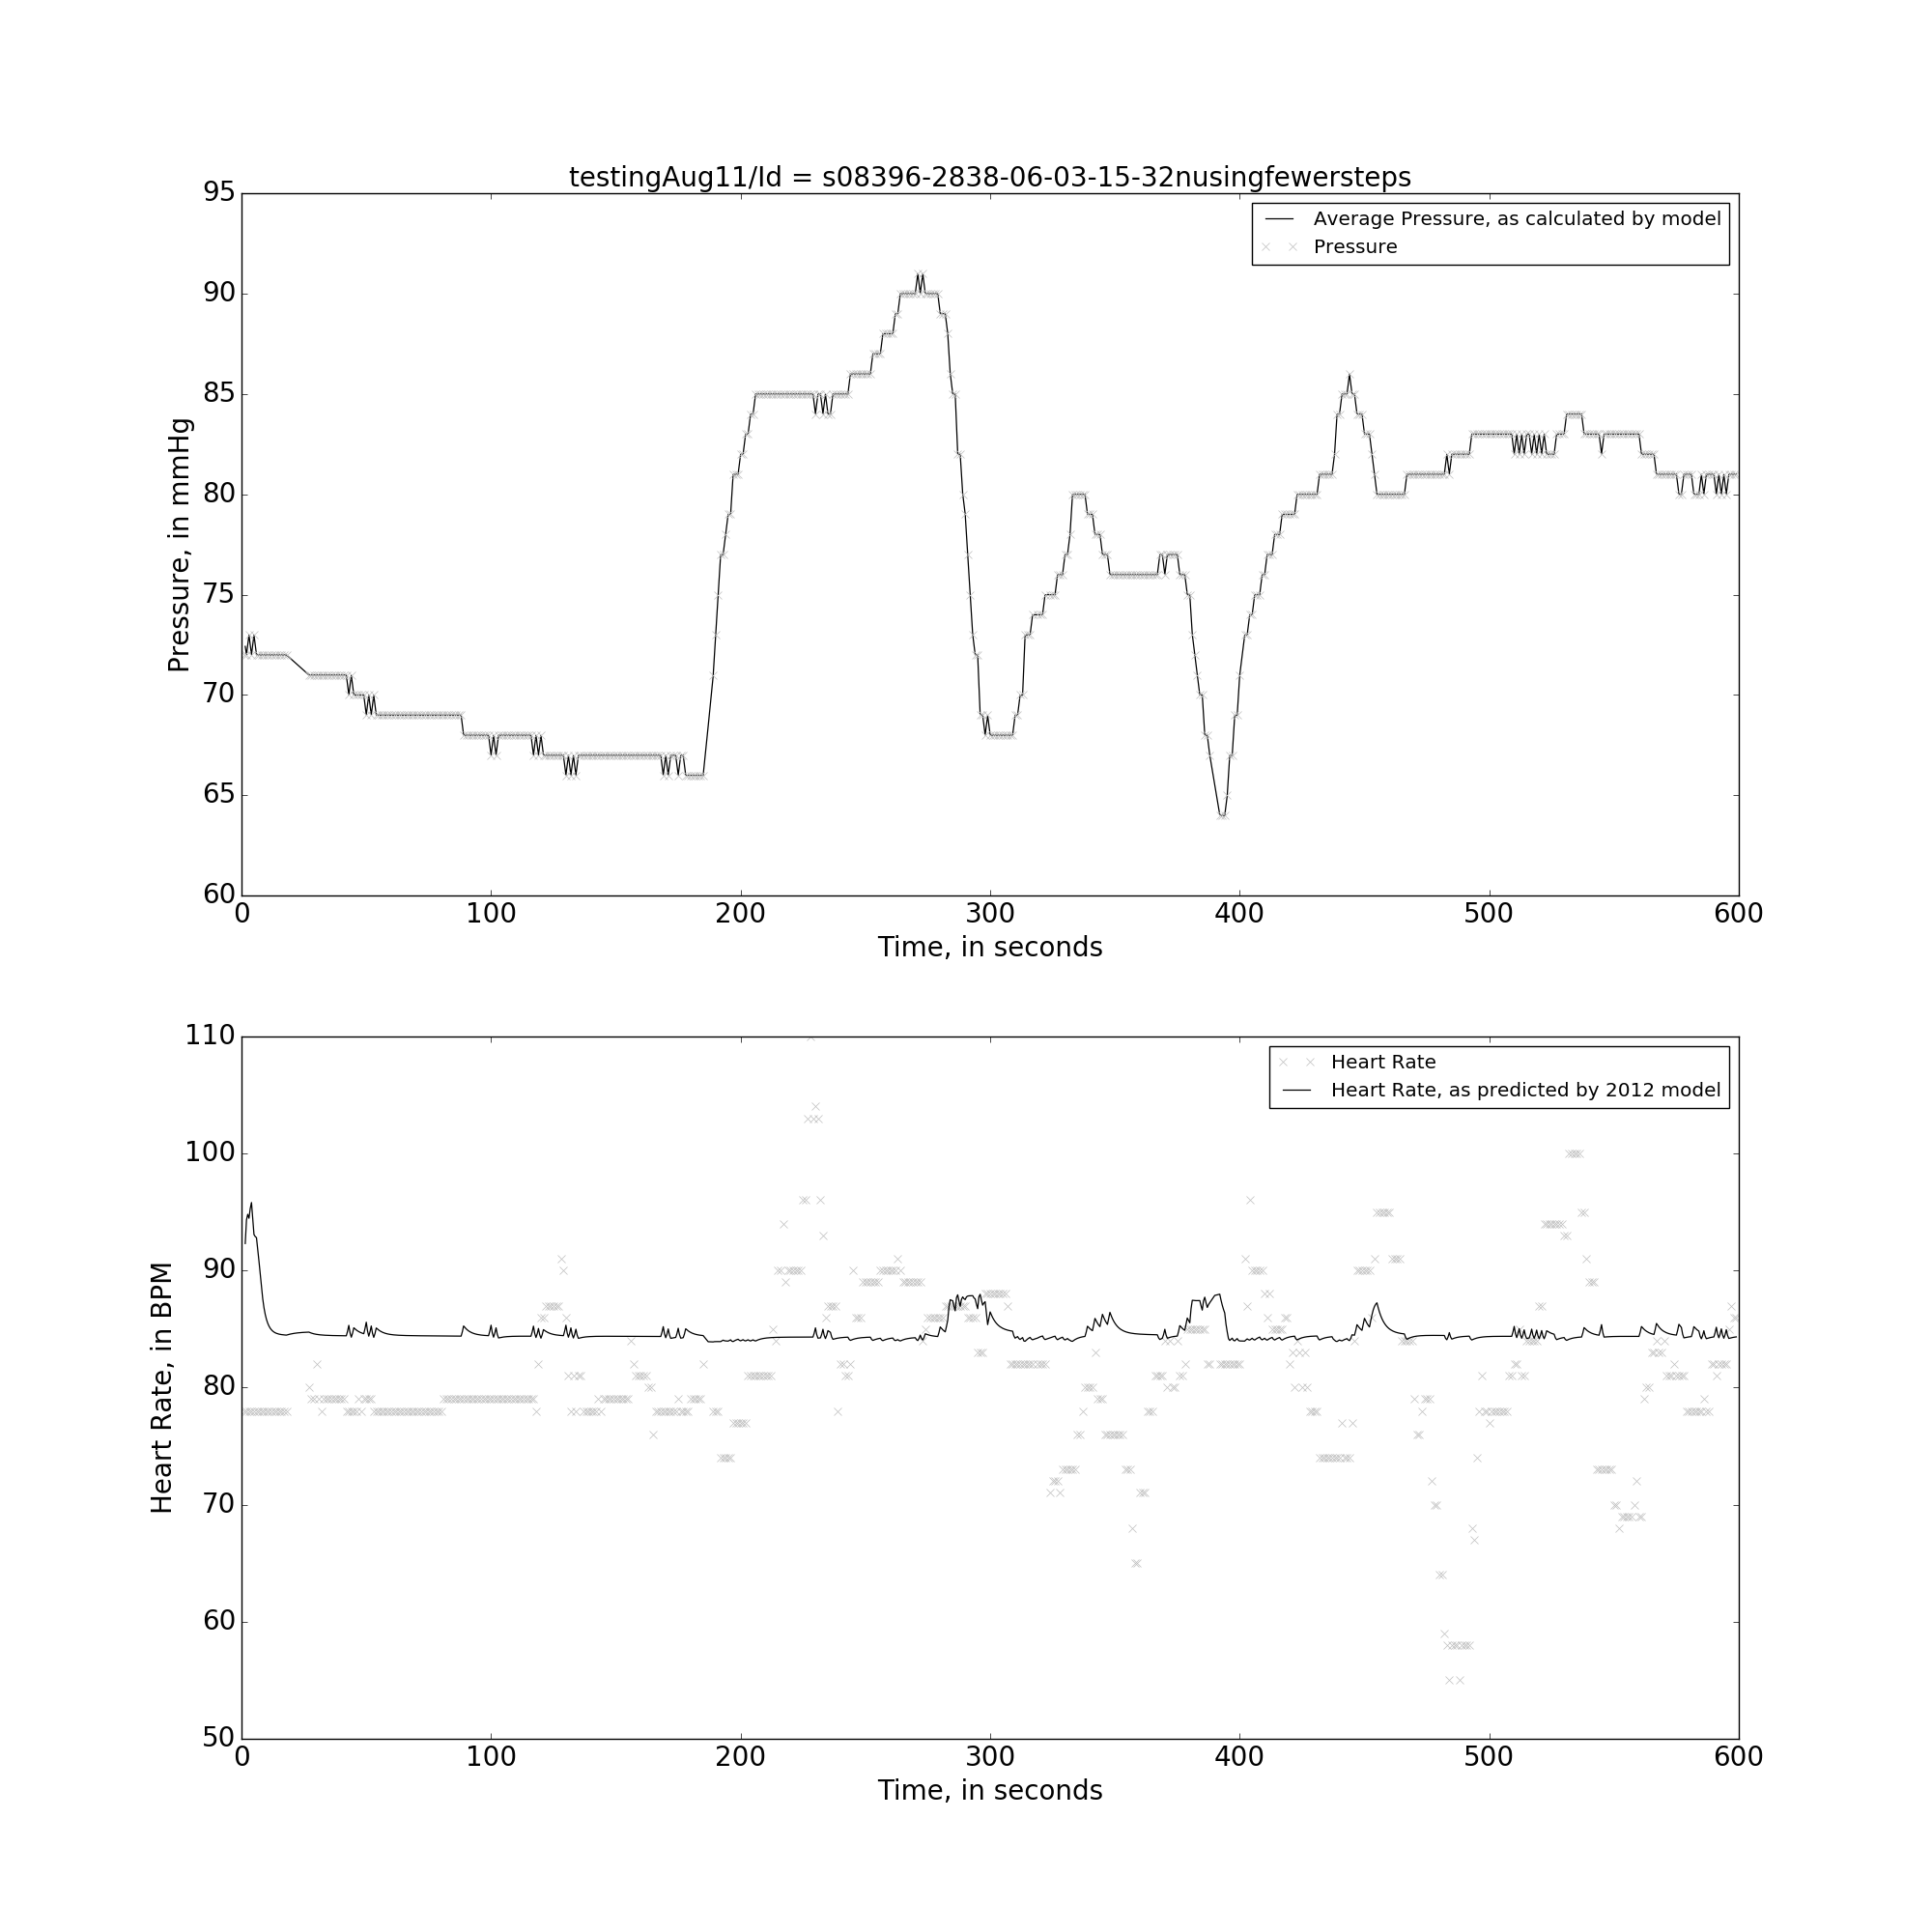 testingAug11/Id = s08396-2838-06-03-15-32nusingfewersteps
95
90
85
80
75
70
65
60
Pressure, in mmHg
Average Pressure, as calculated by model
Pressure
0 100 200 300 400 500 600
Time, in seconds
110
100
90
80
70
60
50
Heart Rate, in BPM
Heart Rate
Heart Rate, as predicted by 2012 model
0 100 200 300 400 500 600
Time, in seconds